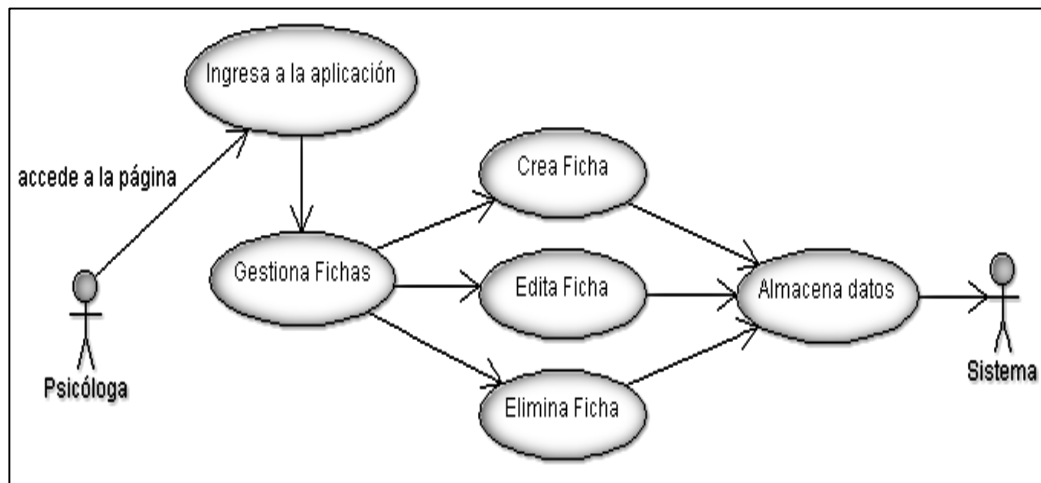 Ingresa a la aplicación
accede a la página
Crea Ficha
Gestiona Fichas
Edita Ficha
Almacena datos
Psicóloga
Sistema
Elimina Ficha